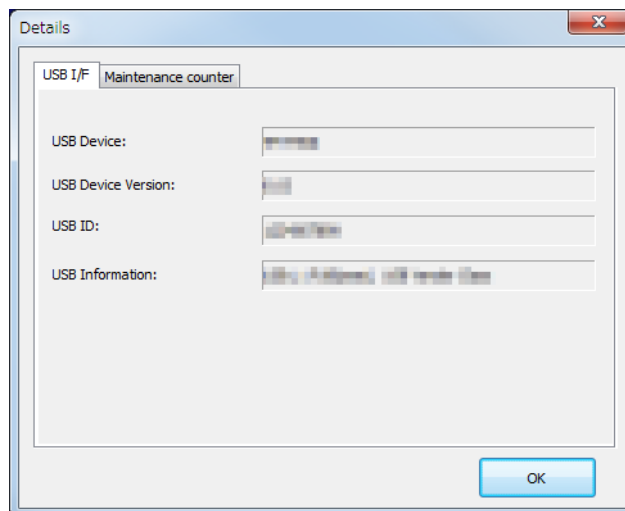 Details
USB I/F
Maintenance counter
USB Device:
USB Device Version:
USB ID:
USB Information:
OK